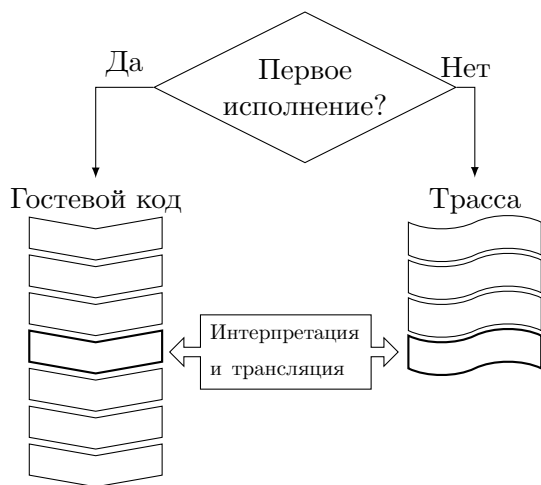 Первое
исполнение?
Да
Нет
Гостевой код
Трасса
Интерпретация
и трансляция